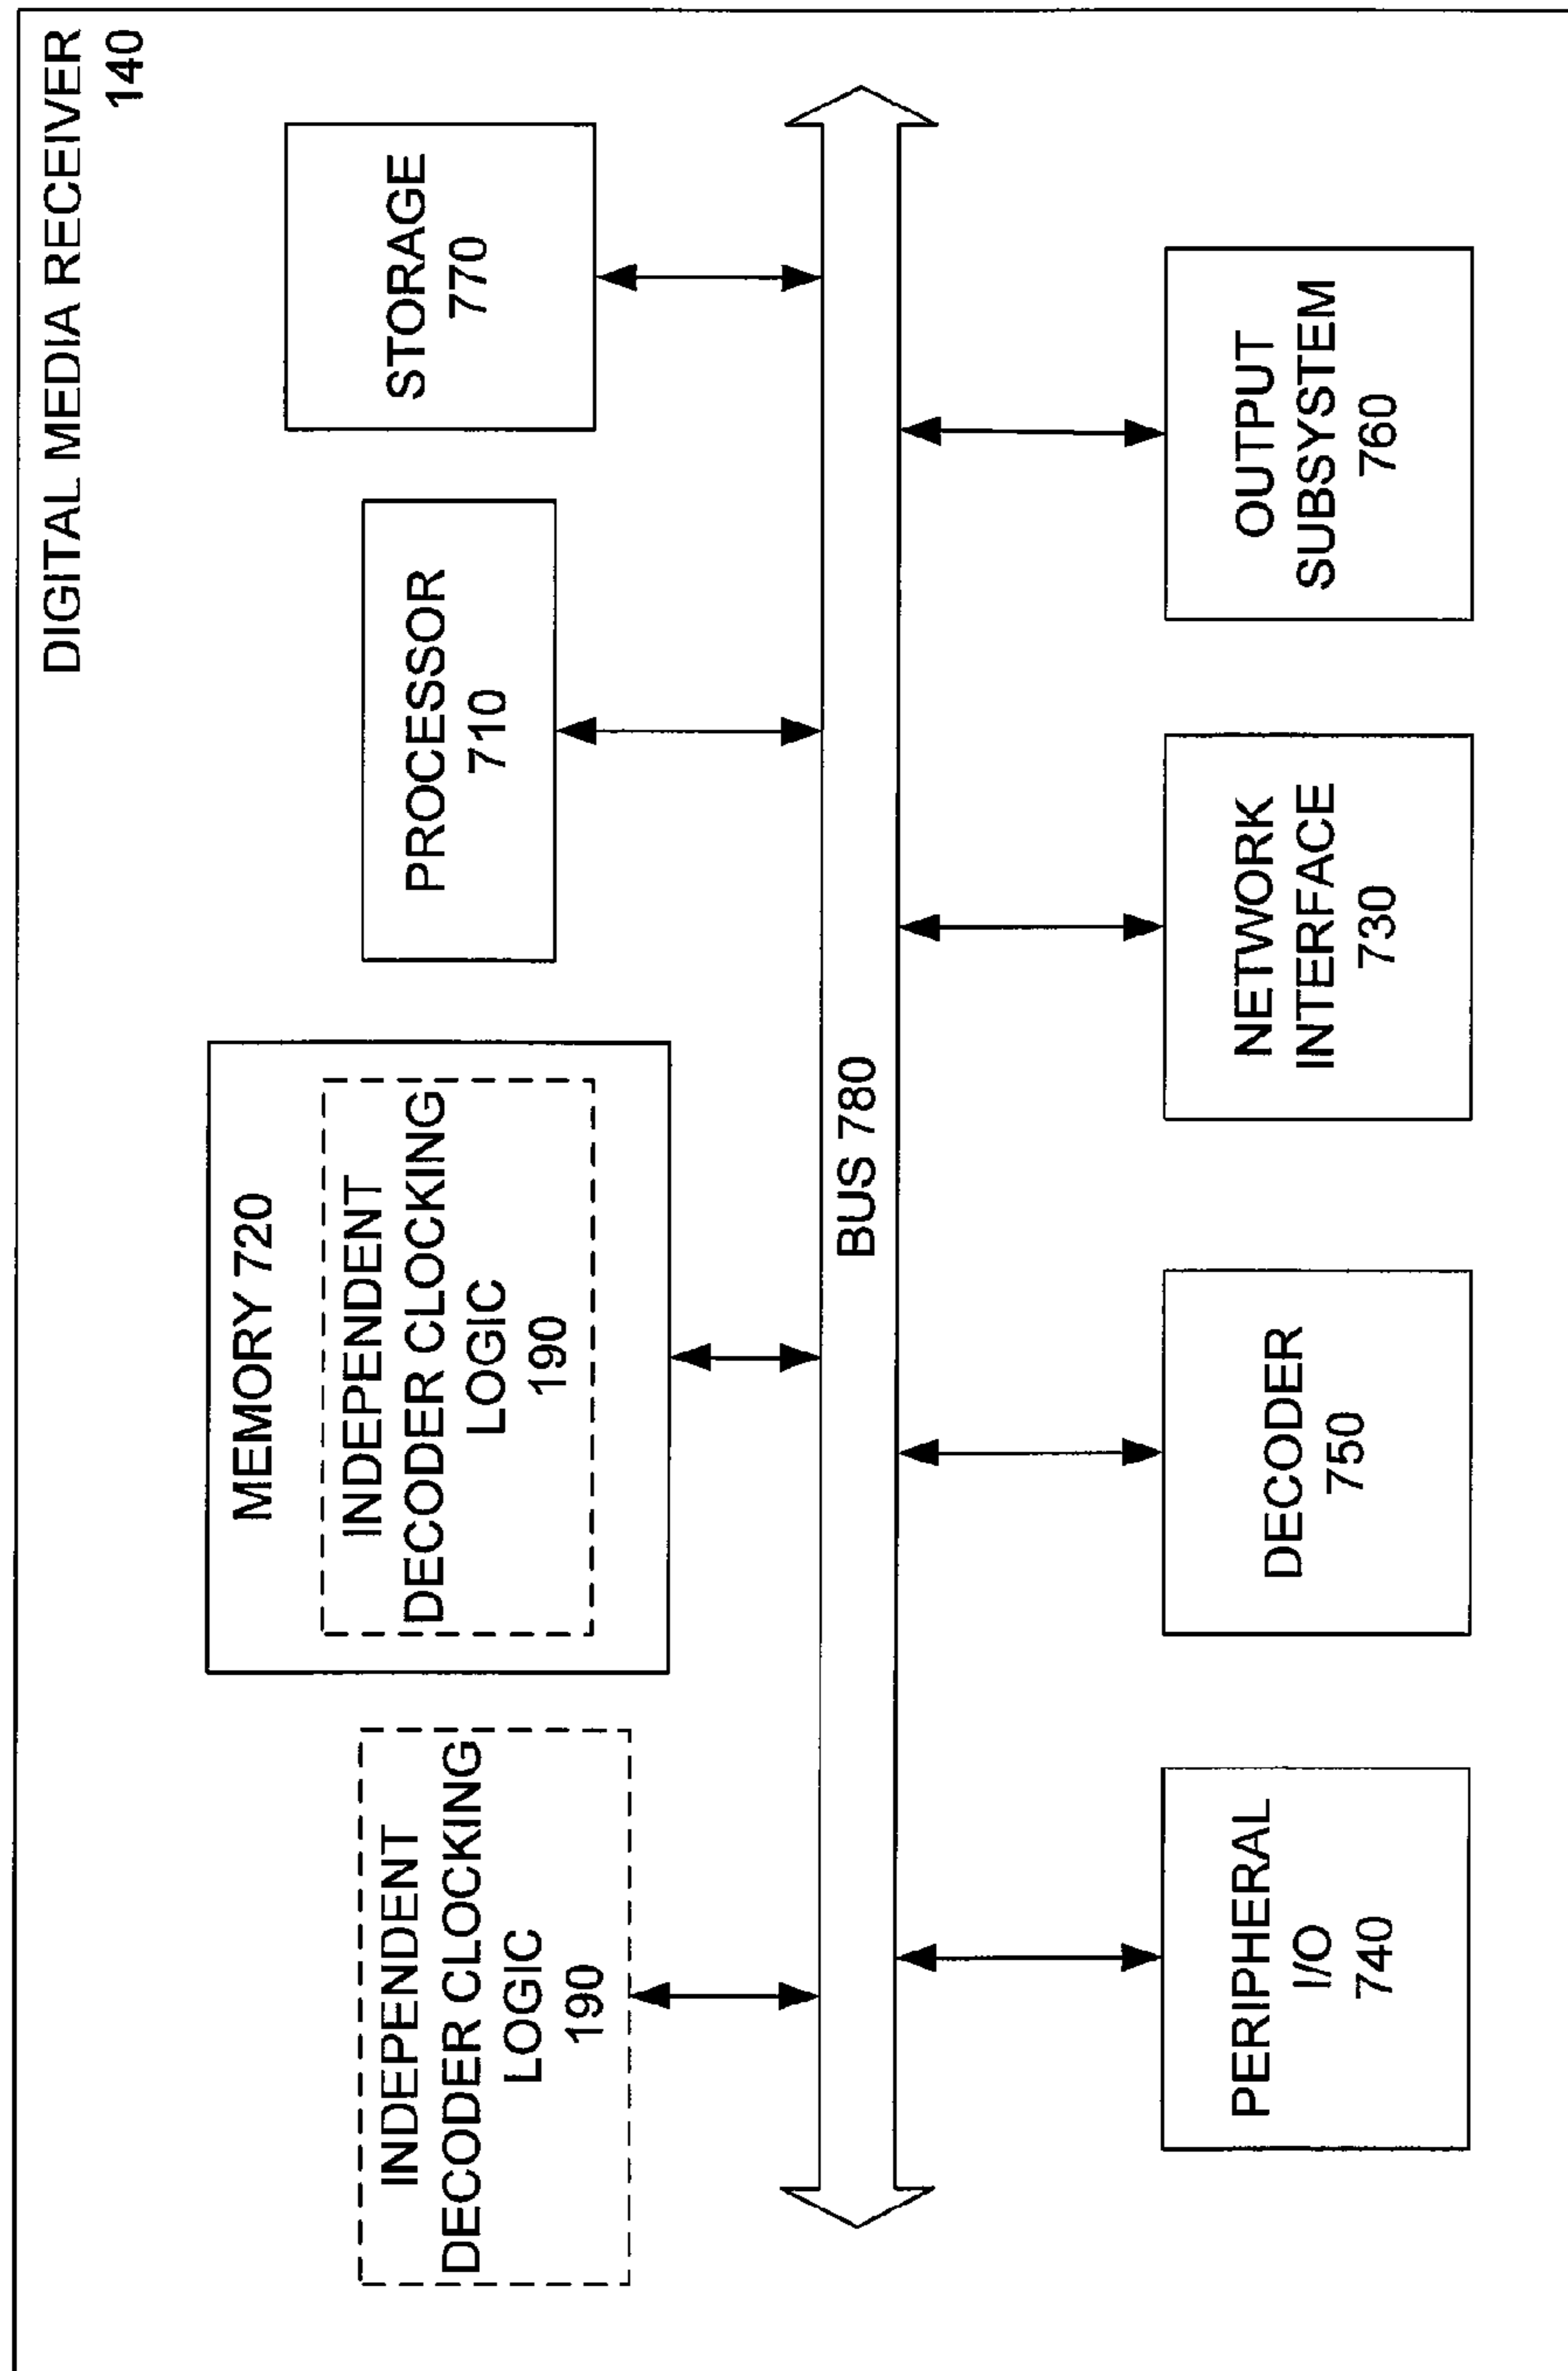 DIGITAL MEDIA RECEIVER
140
INDEPENDENT
DECODER CLOCKING
LOGIC
190
MEMORY 720
INDEPENDENT
DECODER CLOCKING
LOGIC
190
PROCESSOR
710
STORAGE
770
BUS 780
PERIPHERAL
I/O
740
DECODER
750
NETWORK
INTERFACE
730
OUTPUT
SUBSYSTEM
760